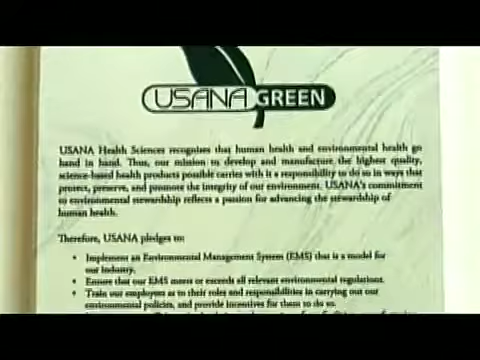 USANA GREEN
USANA Health Sciences recognises that human health and environmental health go
hand in hand. Thus, our mission to develop and manufacture the highest quality,
science-based health products possible carries with it a responsibility to do so in ways that
protect, preserve, and promote the integrity of our environment. USANA's commitment
to environmental stewardship reflects a passion for advancing the stewardship of
human health.
Therefore, USANA pledges to:
• Implement an Environmental Management System (EMS) that is a model for
our industry.
• Ensure that our EMS meets or exceeds all relevant environmental regulations.
• Train our employees as to their roles and responsibilities in carrying out our
environmental policies, and provide incentives for them to do so.